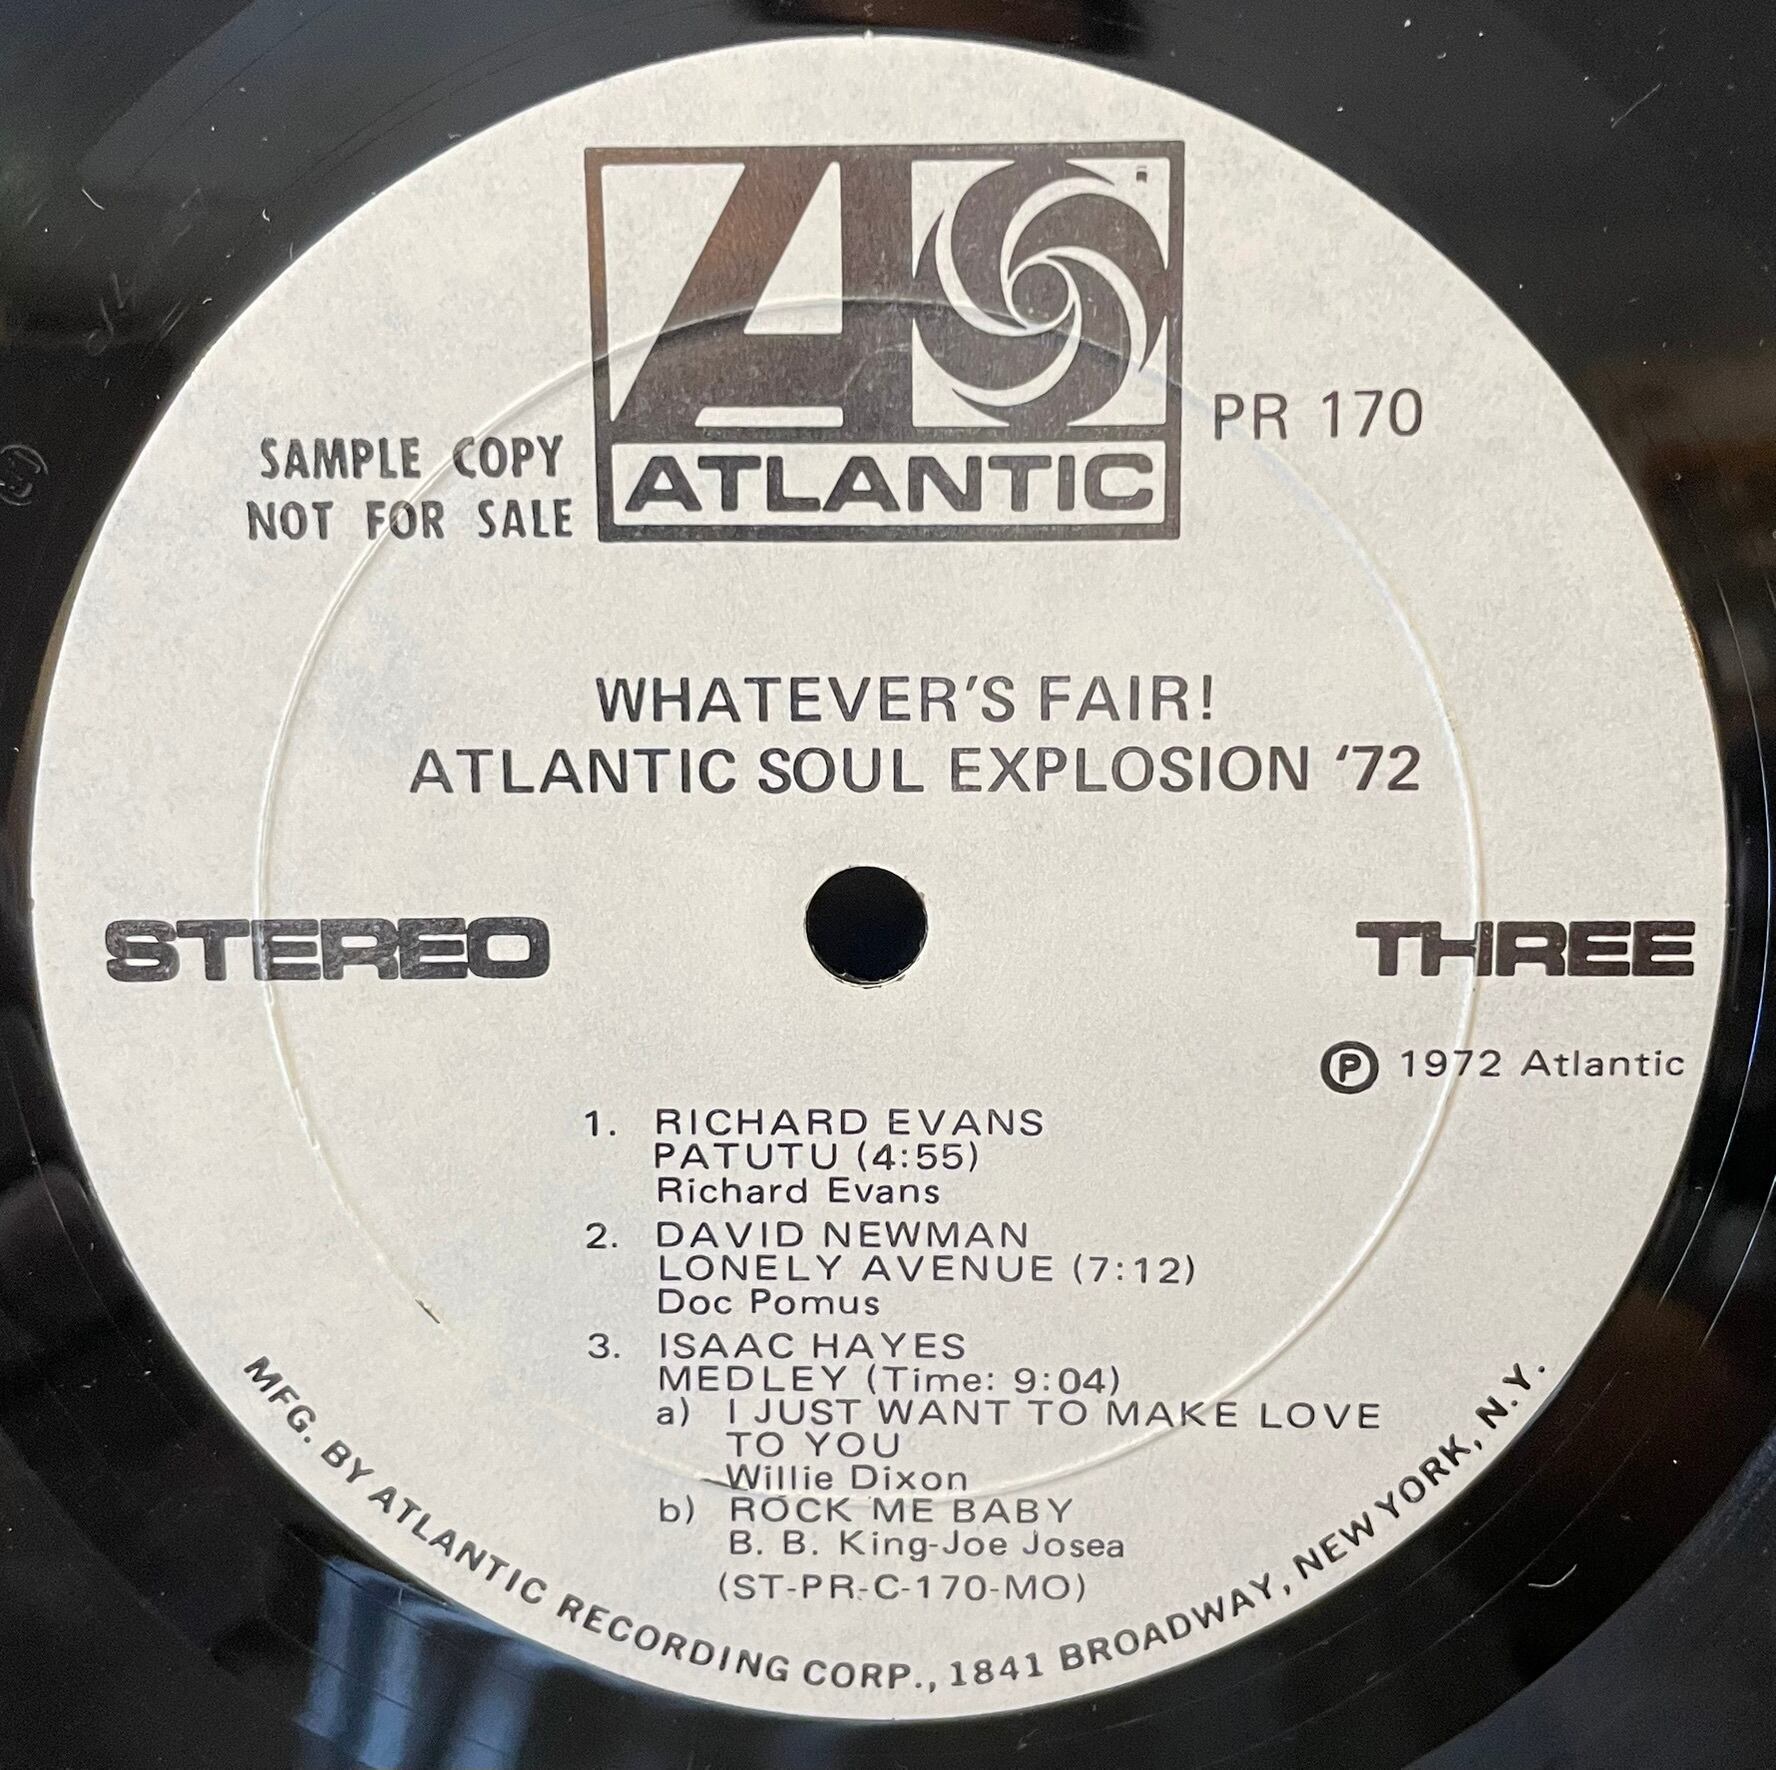 ATLANTIC
PR 170
SAMPLE COPY
NOT FOR SALE
WHATEVER'S FAIR!
ATLANTIC SOUL EXPLOSION '72
STEREO
THREE
Ⓟ 1972 Atlantic
1. RICHARD EVANS
PATUTU (4:55)
Richard Evans
2. DAVID NEWMAN
LONELY AVENUE (7:12)
Doc Pomus
3. ISAAC HAYES
MEDLEY (Time: 9:04)
a) I JUST WANT TO MAKE LOVE
TO YOU
Willie Dixon
b) ROCK ME BABY
B. B. King-Joe Josea
(ST-PR-C-170-MO)
MFG. BY ATLANTIC RECORDING CORP., 1841 BROADWAY, NEW YORK, N.Y.